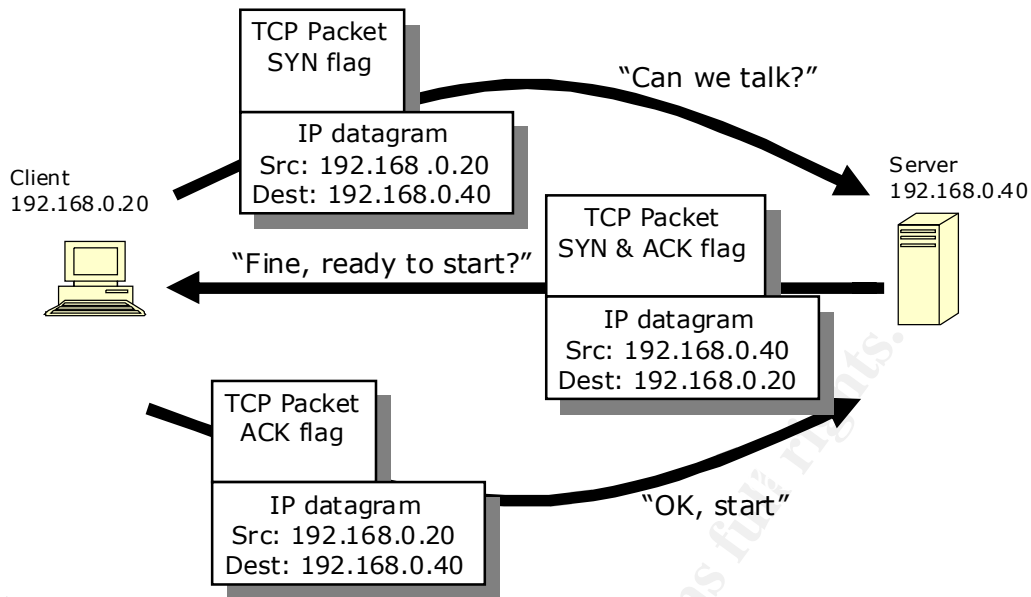 TCP Packet
SYN flag
“Can we talk?”
IP datagram
Src: 192.168 .0.20
Dest: 192.168.0.40
Client
192.168.0.20
Server
192.168.0.40
TCP Packet
SYN & ACK flag
“Fine, ready to start?”
IP datagram
Src: 192.168.0.40
Dest: 192.168.0.20
TCP Packet
ACK flag
“OK, start”
IP datagram
Src: 192.168.0.20
Dest: 192.168.0.40
full rights.